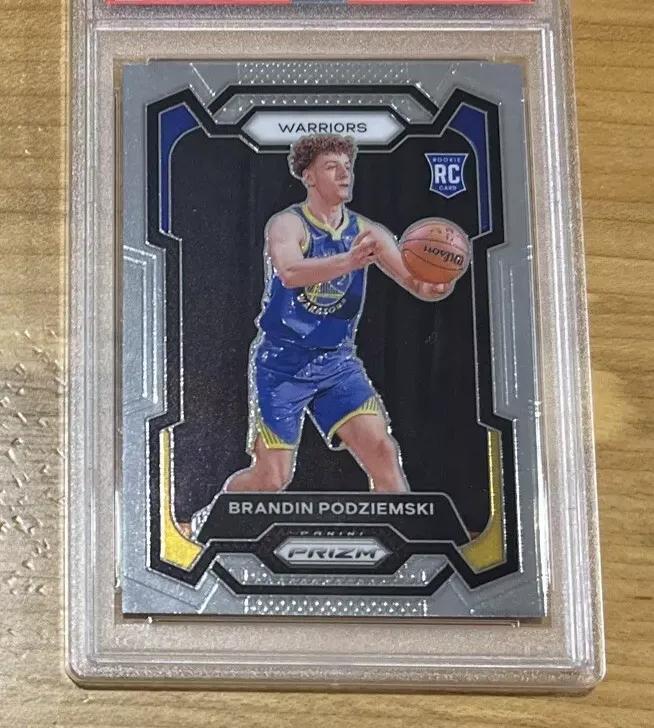 WARRIORS
ROOKIE
RC
CARD
Wilson
WARRIORS
BRANDIN PODZIEMSKI
PANINI
PRIZM